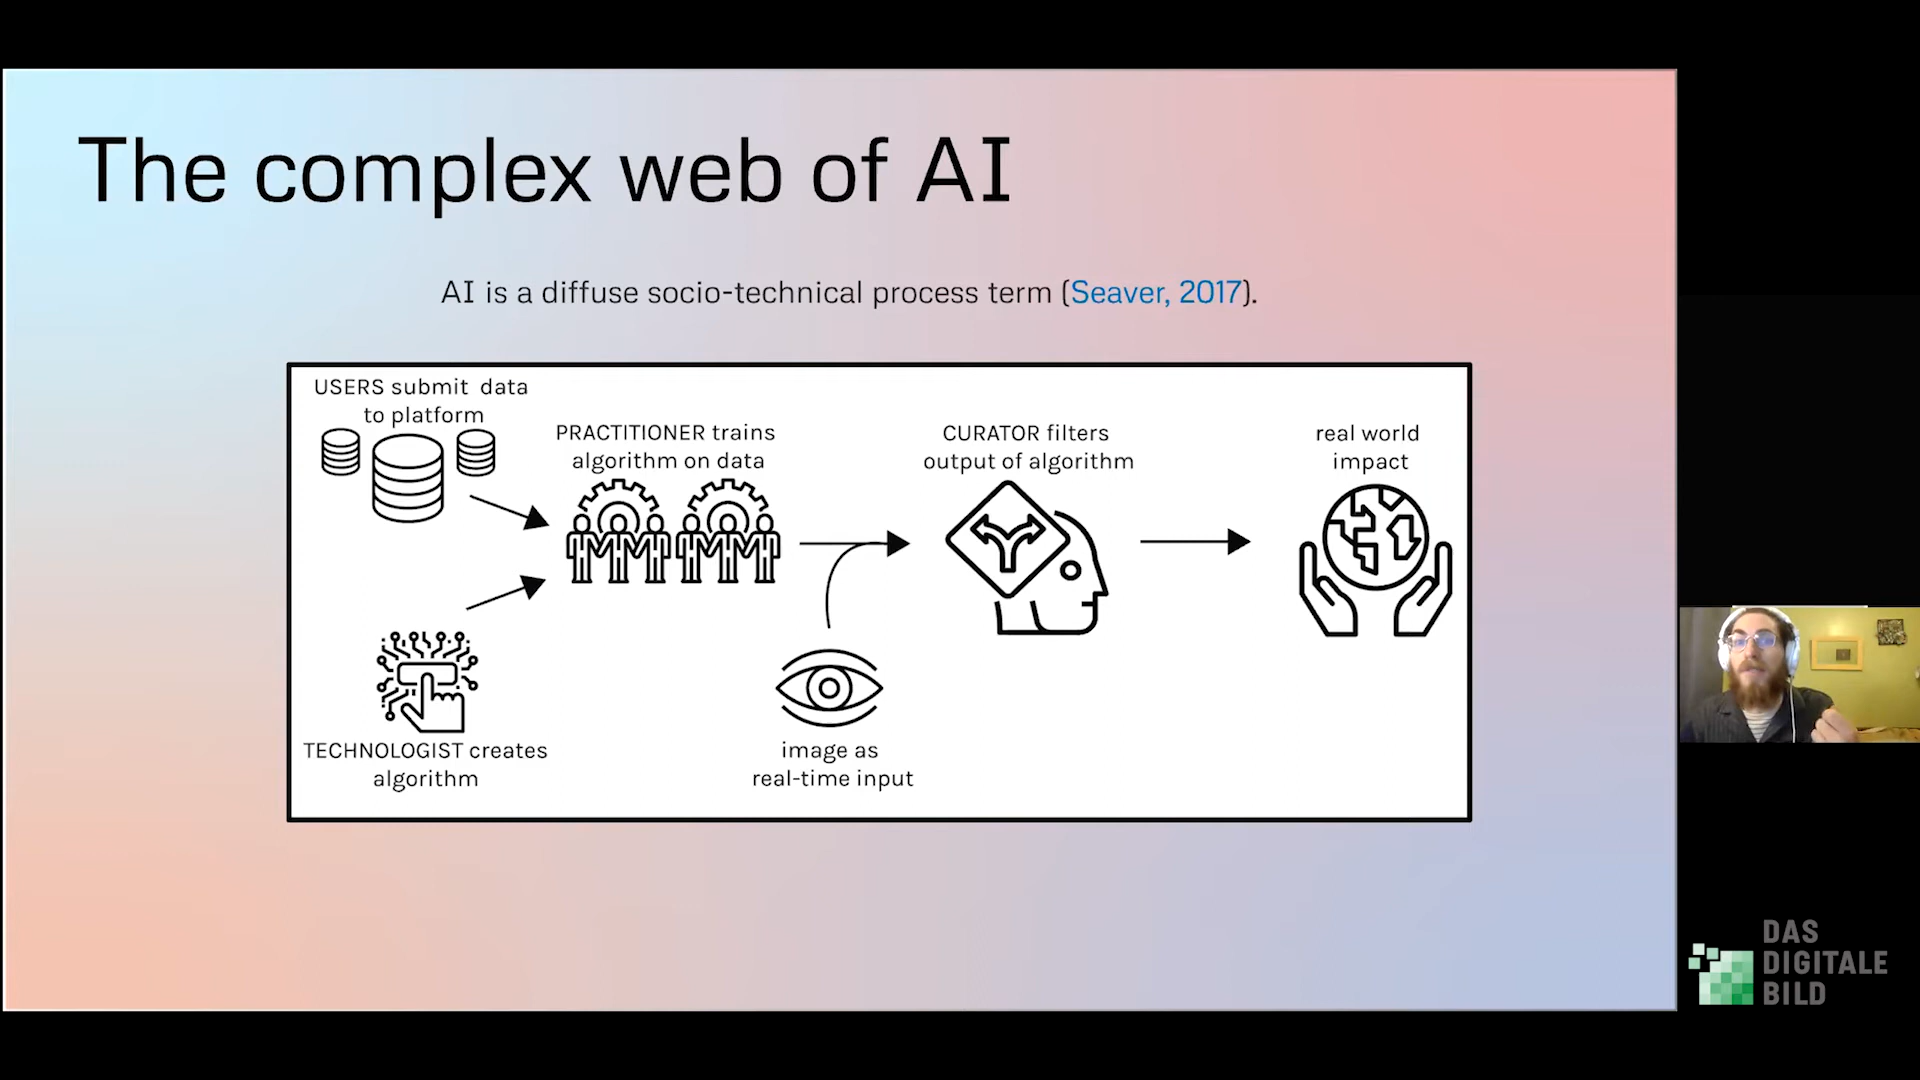 The complex web of AI
AI is a diffuse socio-technical process term (Seaver, 2017).
USERS submit data
to platform
PRACTITIONER trains
algorithm on data
CURATOR filters
output of algorithm
real world
impact
TECHNOLOGIST creates
algorithm
image as
real-time input
DAS
DIGITALE
BILD